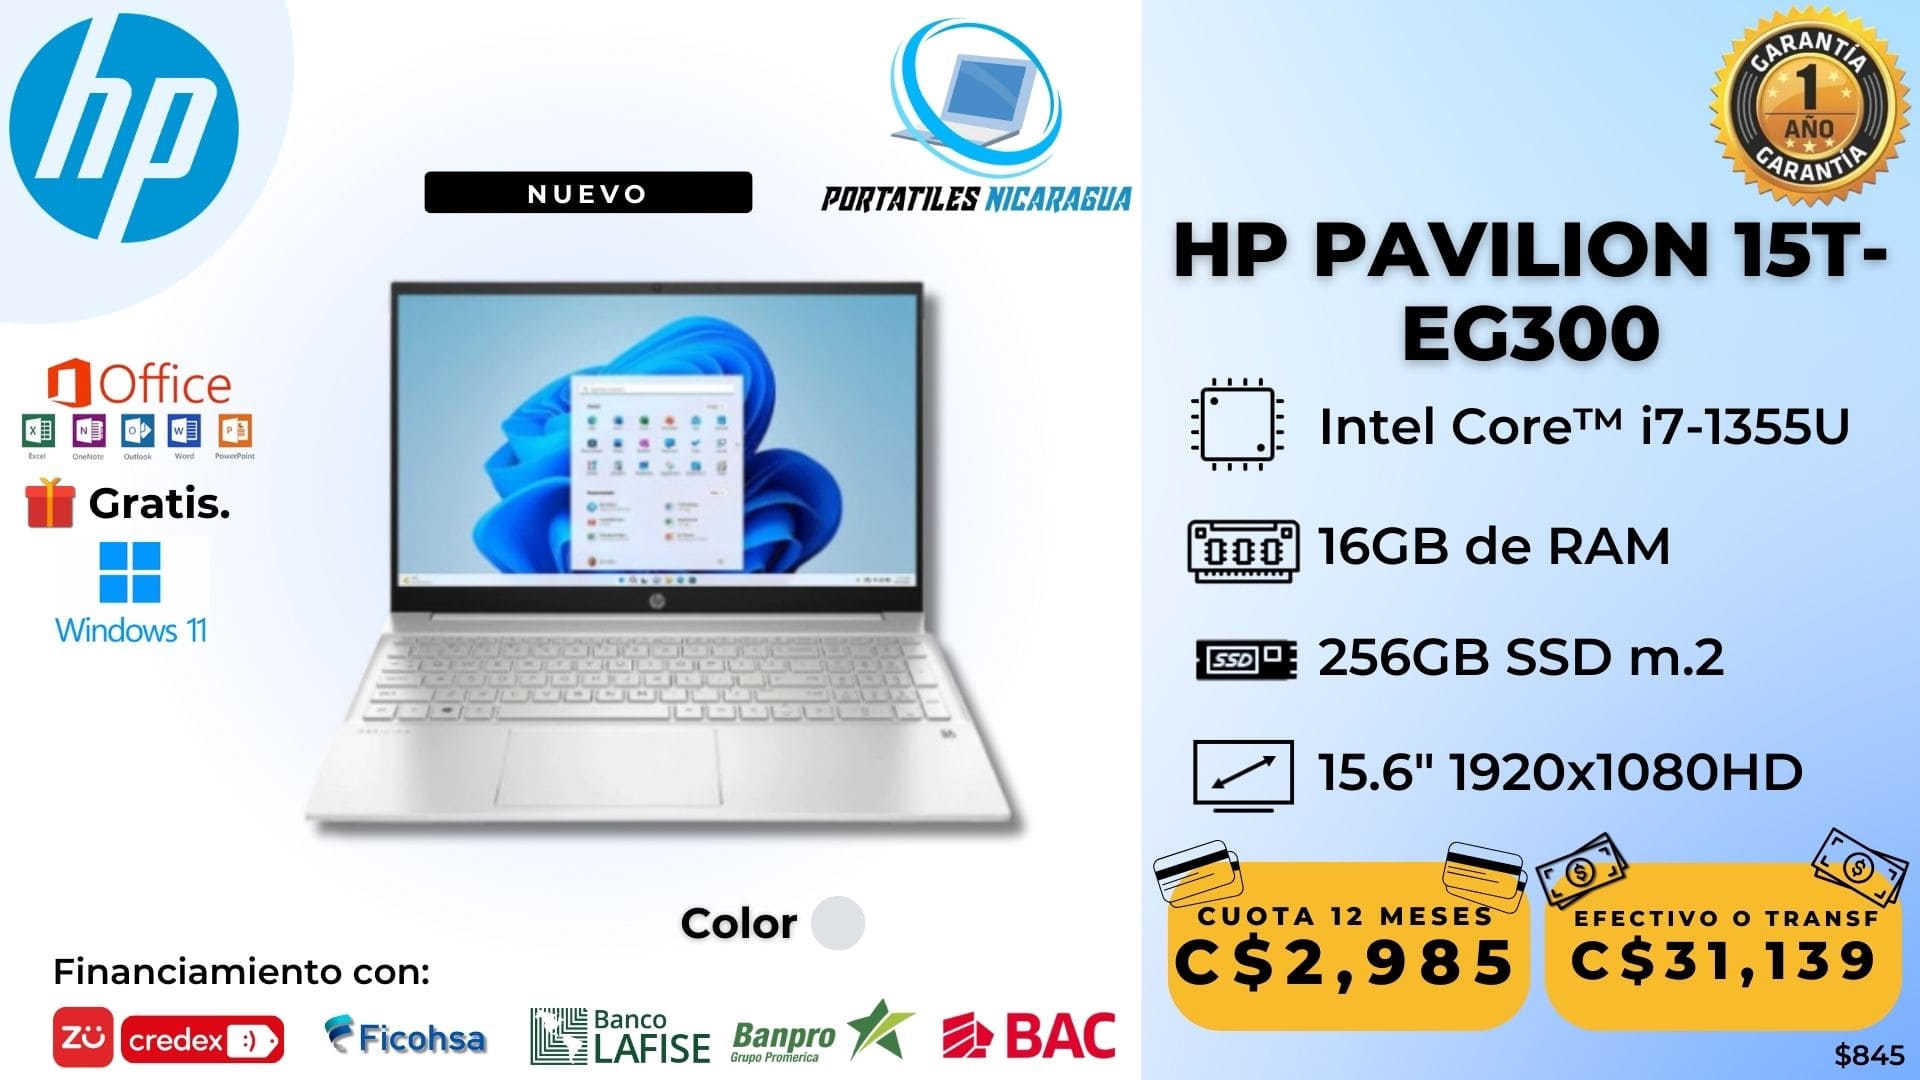 hp
NUEVO
PORTATILES NICARAGUA
GARANTÍA
1
AÑO
GARANTÍA
HP PAVILION 15T-
EG300
Intel Core™ i7-1355U
16GB de RAM
SSD
256GB SSD m.2
15.6" 1920x1080HD
Office
Excel OneNote Outlook Word PowerPoint
Gratis.
Windows 11
hp
PAVILION
Color
Financiamiento con:
zü
credex :)
Ficohsa
Banco
LAFISE
Banpro
Grupo Promerica
BAC
CUOTA 12 MESES
C$2,985
EFECTIVO O TRANSF
C$31,139
$845